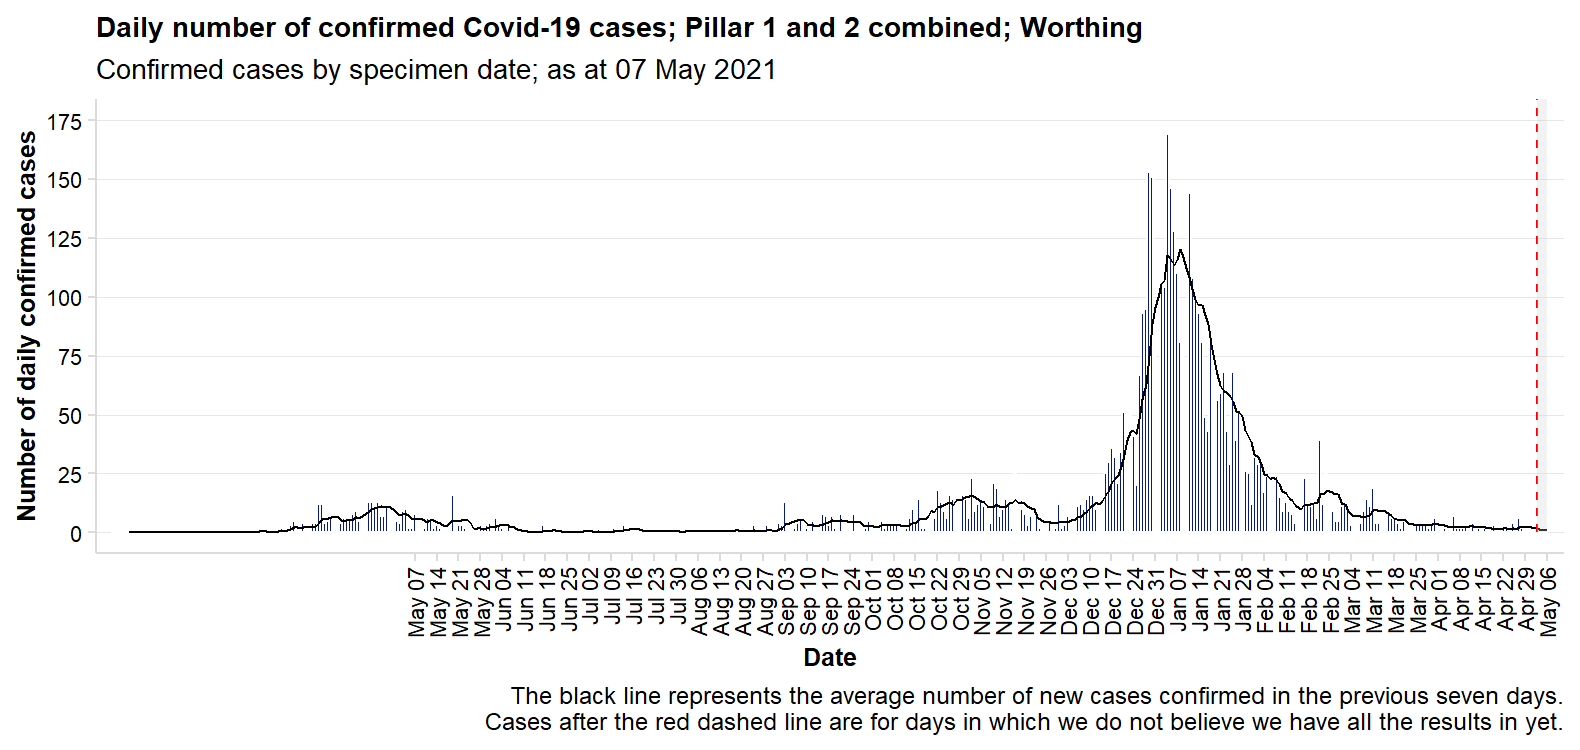 Daily number of confirmed Covid-19 cases; Pillar 1 and 2 combined; Worthing
Confirmed cases by specimen date; as at 07 May 2021
Number of daily confirmed cases
175
150
125
100
75
50
25
0
May 07
May 14
May 21
May 28
Jun 04
Jun 11
Jun 18
Jun 25
Jul 02
Jul 09
Jul 16
Jul 23
Jul 30
Aug 06
Aug 13
Aug 20
Aug 27
Sep 03
Sep 10
Sep 17
Sep 24
Oct 01
Oct 08
Oct 15
Oct 22
Oct 29
Nov 05
Nov 12
Nov 19
Nov 26
Dec 03
Dec 10
Dec 17
Dec 24
Dec 31
Jan 07
Jan 14
Jan 21
Jan 28
Feb 04
Feb 11
Feb 18
Feb 25
Mar 04
Mar 11
Mar 18
Mar 25
Apr 01
Apr 08
Apr 15
Apr 22
Apr 29
May 06
Date
The black line represents the average number of new cases confirmed in the previous seven days.
Cases after the red dashed line are for days in which we do not believe we have all the results in yet.